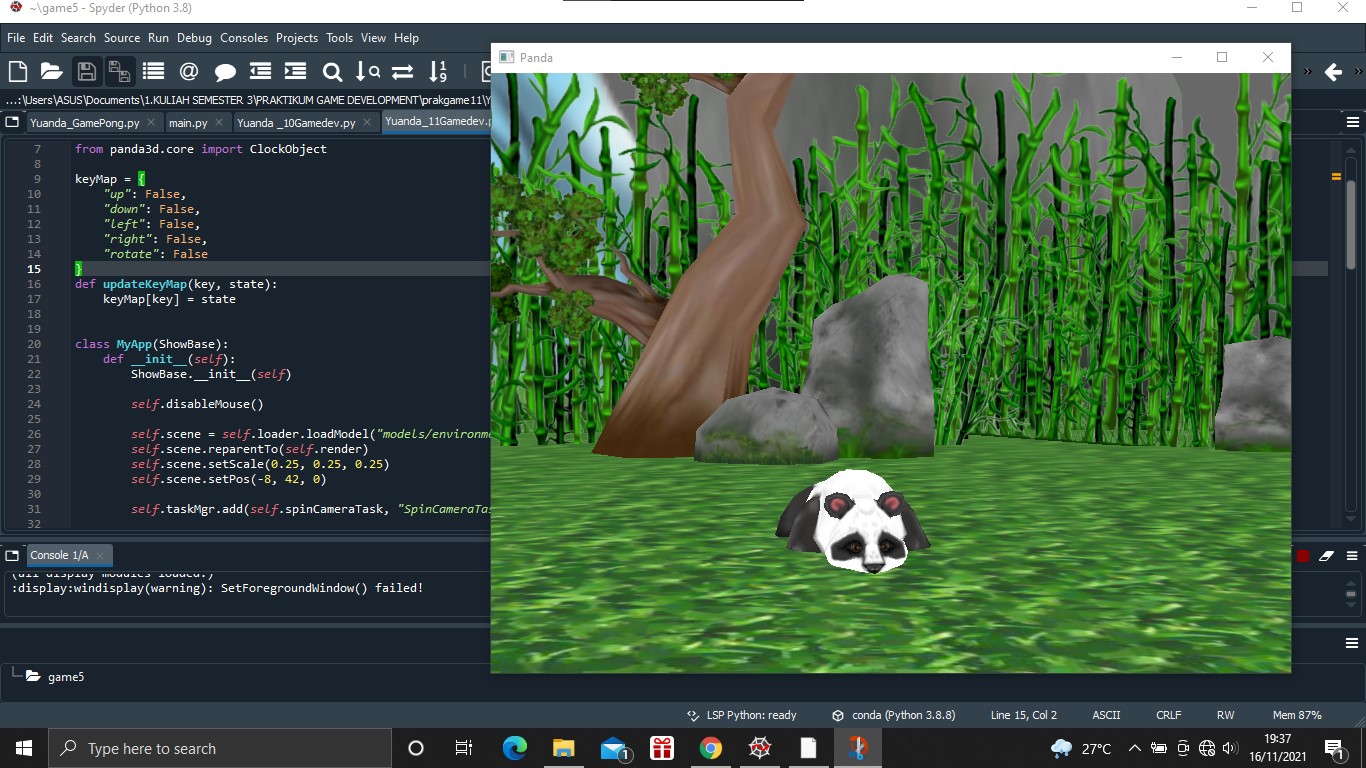 ~\game5 - Spyder (Python 3.8)
File Edit Search Source Run Debug Consoles Projects Tools View Help
Panda
...:\Users\ASUS\Documents\1.KULIAH SEMESTER 3\PRAKTIKUM GAME DEVELOPMENT\prakgame11\Y
Yuanda_GamePong.py main.py Yuanda _10Gamedev.py Yuanda_11Gamedev.p
7 from panda3d.core import ClockObject
8
9 keyMap = {
10 "up": False,
11 "down": False,
12 "left": False,
13 "right": False,
14 "rotate": False
15 }
16 def updateKeyMap(key, state):
17 keyMap[key] = state
18
19
20 class MyApp(ShowBase):
21 def __init__(self):
22 ShowBase.__init__(self)
23
24 self.disableMouse()
25
26 self.scene = self.loader.loadModel("models/environm
27 self.scene.reparentTo(self.render)
28 self.scene.setScale(0.25, 0.25, 0.25)
29 self.scene.setPos(-8, 42, 0)
30
31 self.taskMgr.add(self.spinCameraTask, "SpinCameraTas
32
Console 1/A
(all display modules loaded.)
:display:windisplay(warning): SetForegroundWindow() failed!
game5
LSP Python: ready conda (Python 3.8.8) Line 15, Col 2 ASCII CRLF RW Mem 87%
Type here to search
1
27°C
19:37
16/11/2021
1